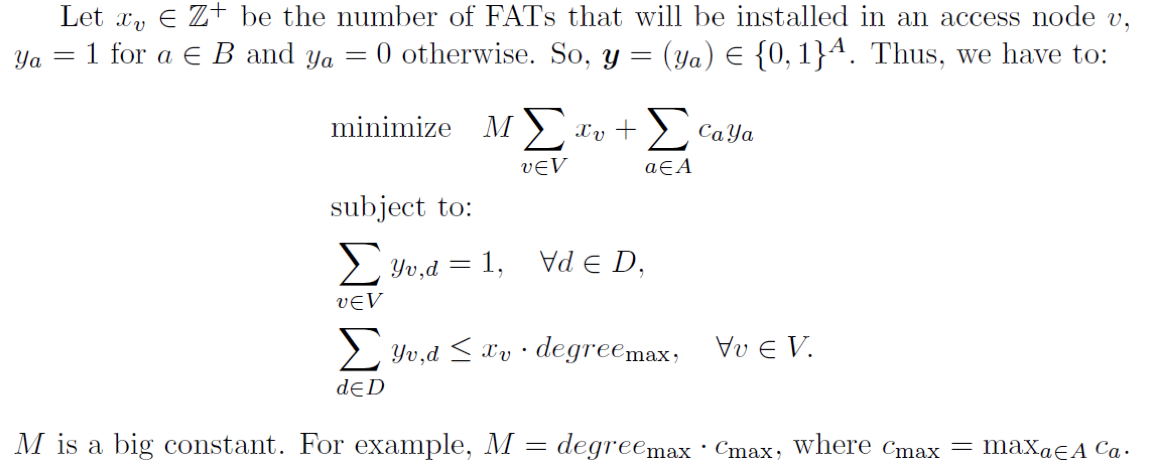 Let x_v ∈ ℤ⁺ be the number of FATs that will be installed in an access node v,
y_a = 1 for a ∈ B and y_a = 0 otherwise. So, 𝒚 = (y_a) ∈ {0, 1}^A. Thus, we have to:
minimize M ∑_{v∈V} x_v + ∑_{a∈A} c_a y_a
subject to:
∑_{v∈V} y_{v,d} = 1, ∀d ∈ D,
∑_{d∈D} y_{v,d} ≤ x_v · degree_max, ∀v ∈ V.
M is a big constant. For example, M = degree_max · c_max, where c_max = max_{a∈A} c_a.